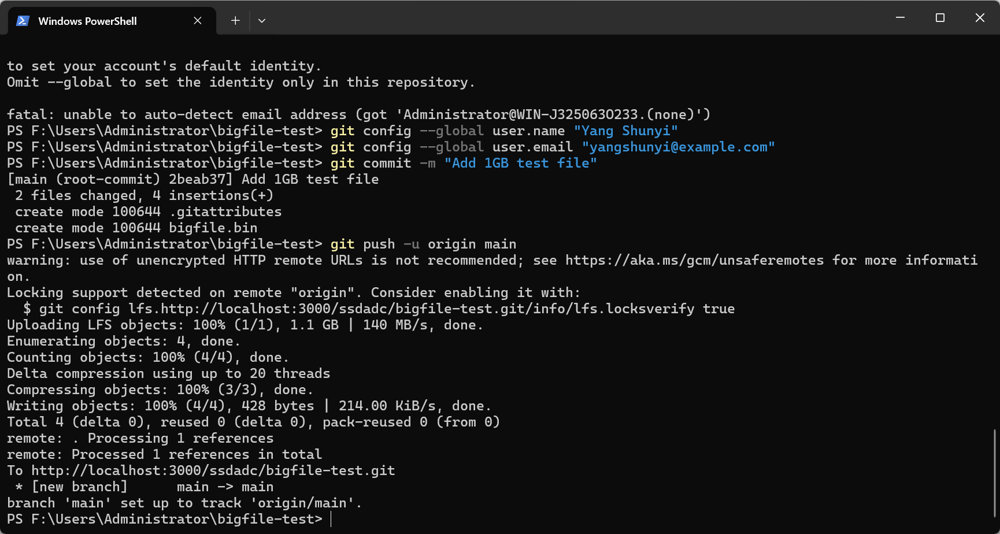 Windows PowerShell
to set your account's default identity.
Omit --global to set the identity only in this repository.
fatal: unable to auto-detect email address (got 'Administrator@WIN-J325063O233.(none)')
PS F:\Users\Administrator\bigfile-test> git config --global user.name "Yang Shunyi"
PS F:\Users\Administrator\bigfile-test> git config --global user.email "yangshunyi@example.com"
PS F:\Users\Administrator\bigfile-test> git commit -m "Add 1GB test file"
[main (root-commit) 2beab37] Add 1GB test file
 2 files changed, 4 insertions(+)
 create mode 100644 .gitattributes
 create mode 100644 bigfile.bin
PS F:\Users\Administrator\bigfile-test> git push -u origin main
warning: use of unencrypted HTTP remote URLs is not recommended; see https://aka.ms/gcm/unsaferemotes for more informati
on.
Locking support detected on remote "origin". Consider enabling it with:
  $ git config lfs.http://localhost:3000/ssdadc/bigfile-test.git/info/lfs.locksverify true
Uploading LFS objects: 100% (1/1), 1.1 GB | 140 MB/s, done.
Enumerating objects: 4, done.
Counting objects: 100% (4/4), done.
Delta compression using up to 20 threads
Compressing objects: 100% (3/3), done.
Writing objects: 100% (4/4), 428 bytes | 214.00 KiB/s, done.
Total 4 (delta 0), reused 0 (delta 0), pack-reused 0 (from 0)
remote: . Processing 1 references
remote: Processed 1 references in total
To http://localhost:3000/ssdadc/bigfile-test.git
 * [new branch]      main -> main
branch 'main' set up to track 'origin/main'.
PS F:\Users\Administrator\bigfile-test>